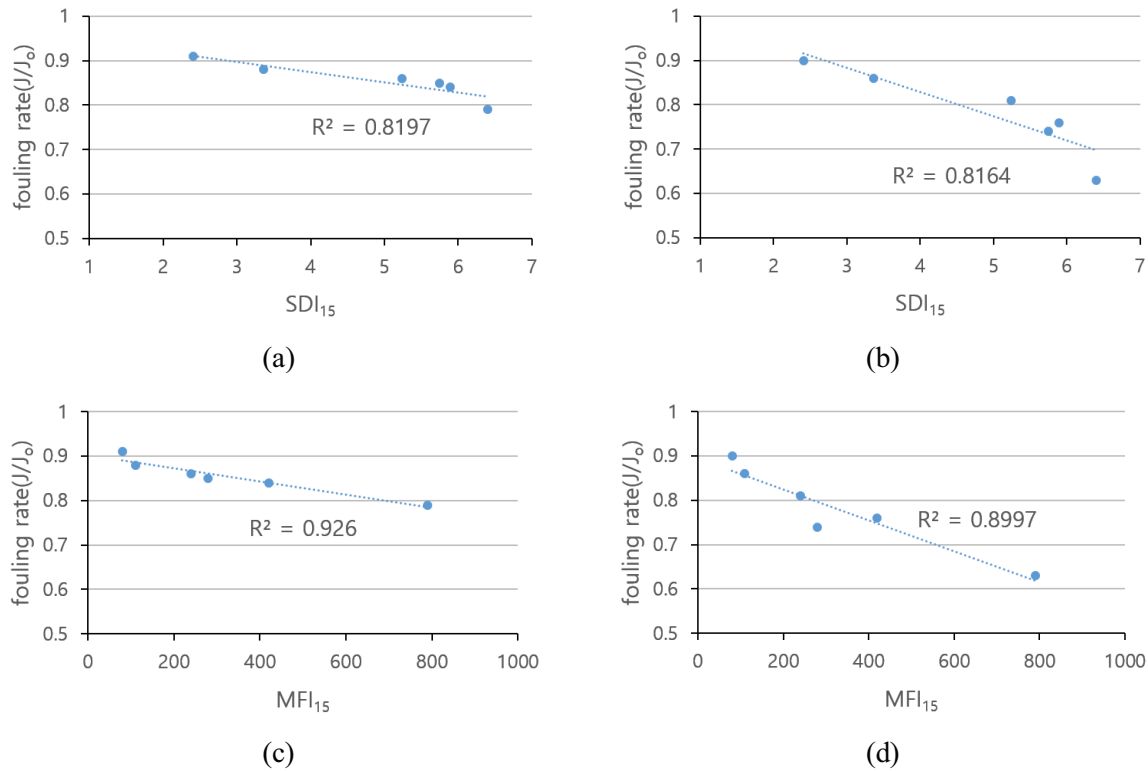 1
0.9
0.8
0.7
0.6
0.5
fouling rate(J/Jₒ)
R² = 0.8197
1 2 3 4 5 6 7
SDI₁₅
(a)
1
0.9
0.8
0.7
0.6
0.5
fouling rate(J/Jₒ)
R² = 0.8164
1 2 3 4 5 6 7
SDI₁₅
(b)
1
0.9
0.8
0.7
0.6
0.5
fouling rate(J/Jₒ)
R² = 0.926
0 200 400 600 800 1000
MFI₁₅
(c)
1
0.9
0.8
0.7
0.6
0.5
fouling rate(J/Jₒ)
R² = 0.8997
0 200 400 600 800 1000
MFI₁₅
(d)